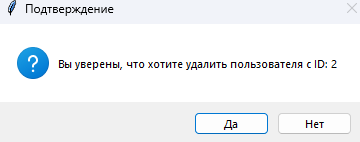 Подтверждение
Вы уверены, что хотите удалить пользователя с ID: 2
Да
Нет